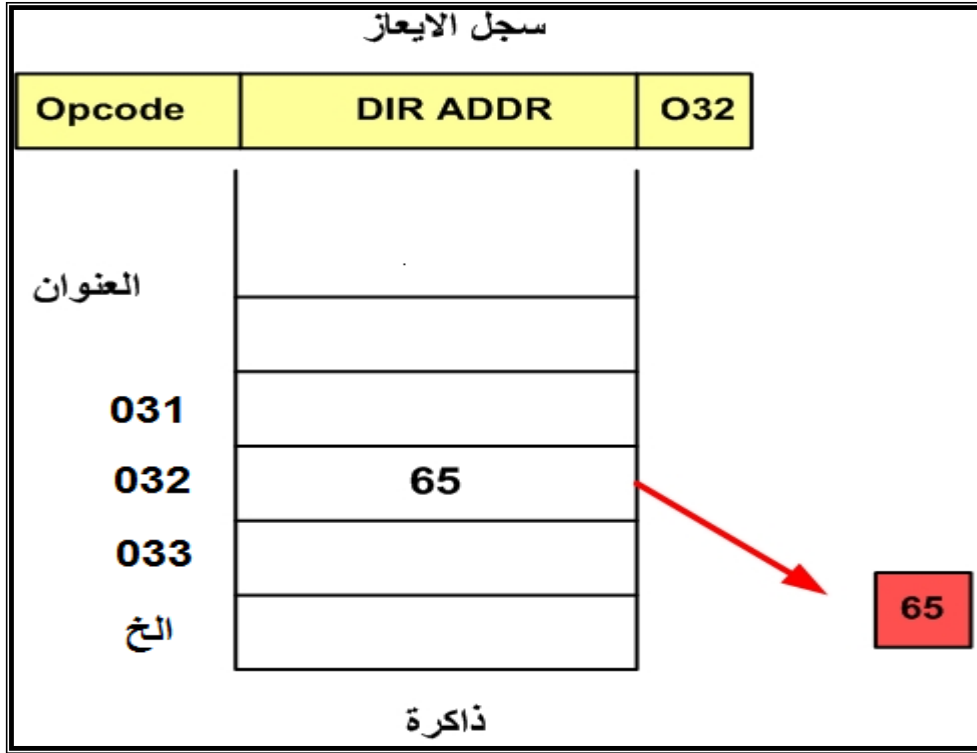 سجل الايعاز
Opcode DIR ADDR O32
العنوان
031
032 65
033
65
الخ
ذاكرة